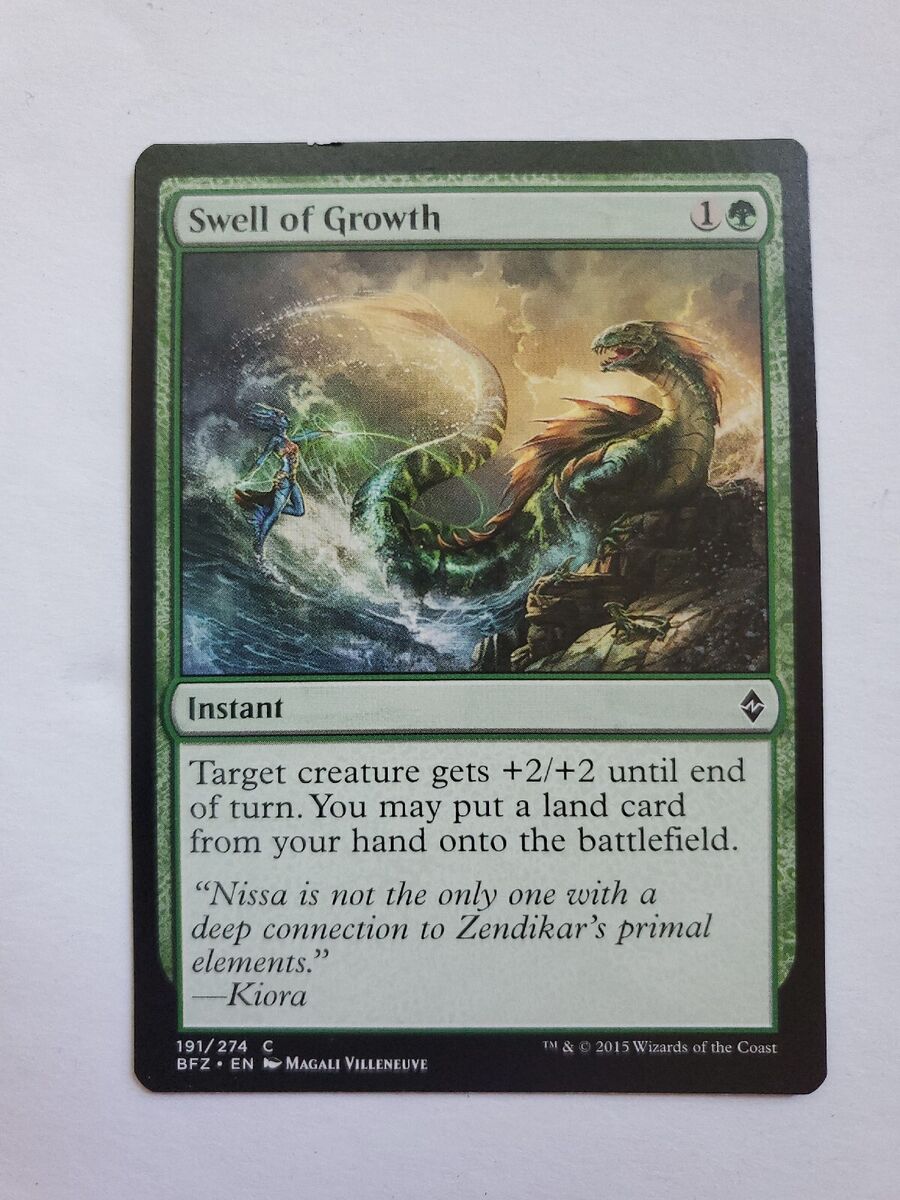 Swell of Growth 1
Instant
Target creature gets +2/+2 until end
of turn. You may put a land card
from your hand onto the battlefield.
“Nissa is not the only one with a
deep connection to Zendikar’s primal
elements.”
—Kiora
191/274 C
BFZ • EN Magali Villeneuve
™ & © 2015 Wizards of the Coast